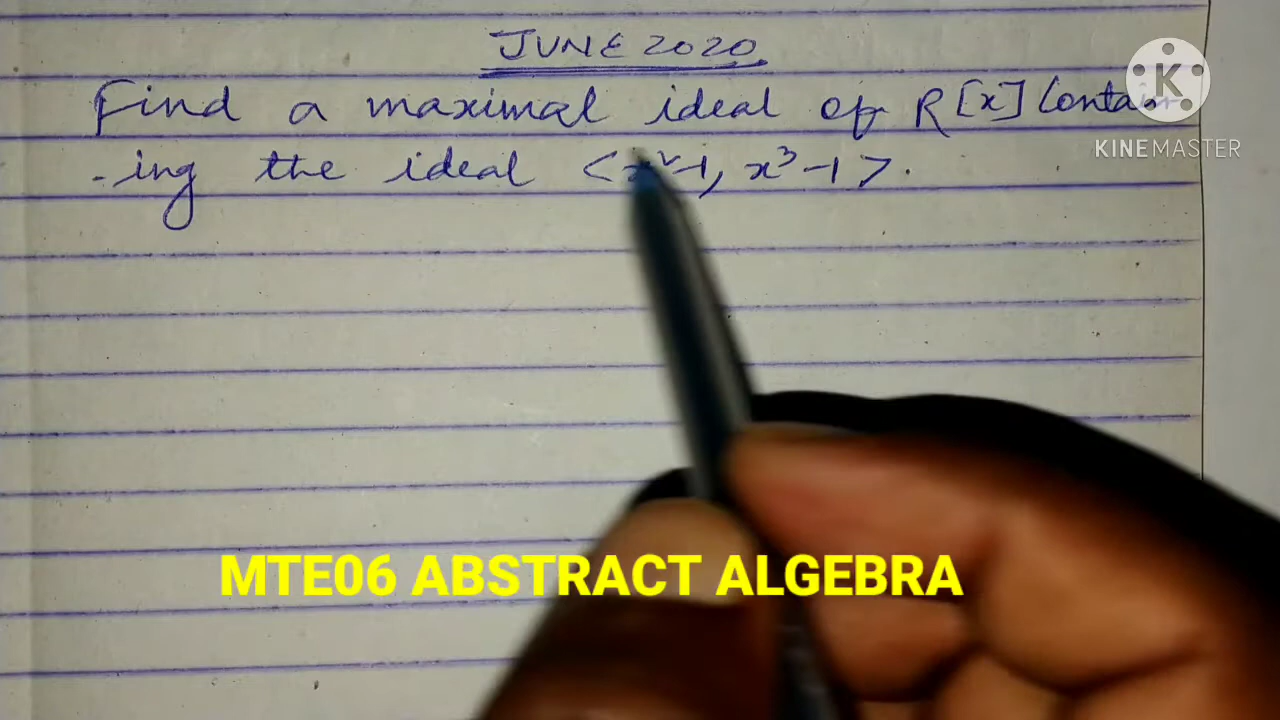 JUNE 2020
Find a maximal ideal of R[x] Contain-
-ing the ideal <x²-1, x³-1>.
K
KINEMASTER
MTE06 ABSTRACT ALGEBRA